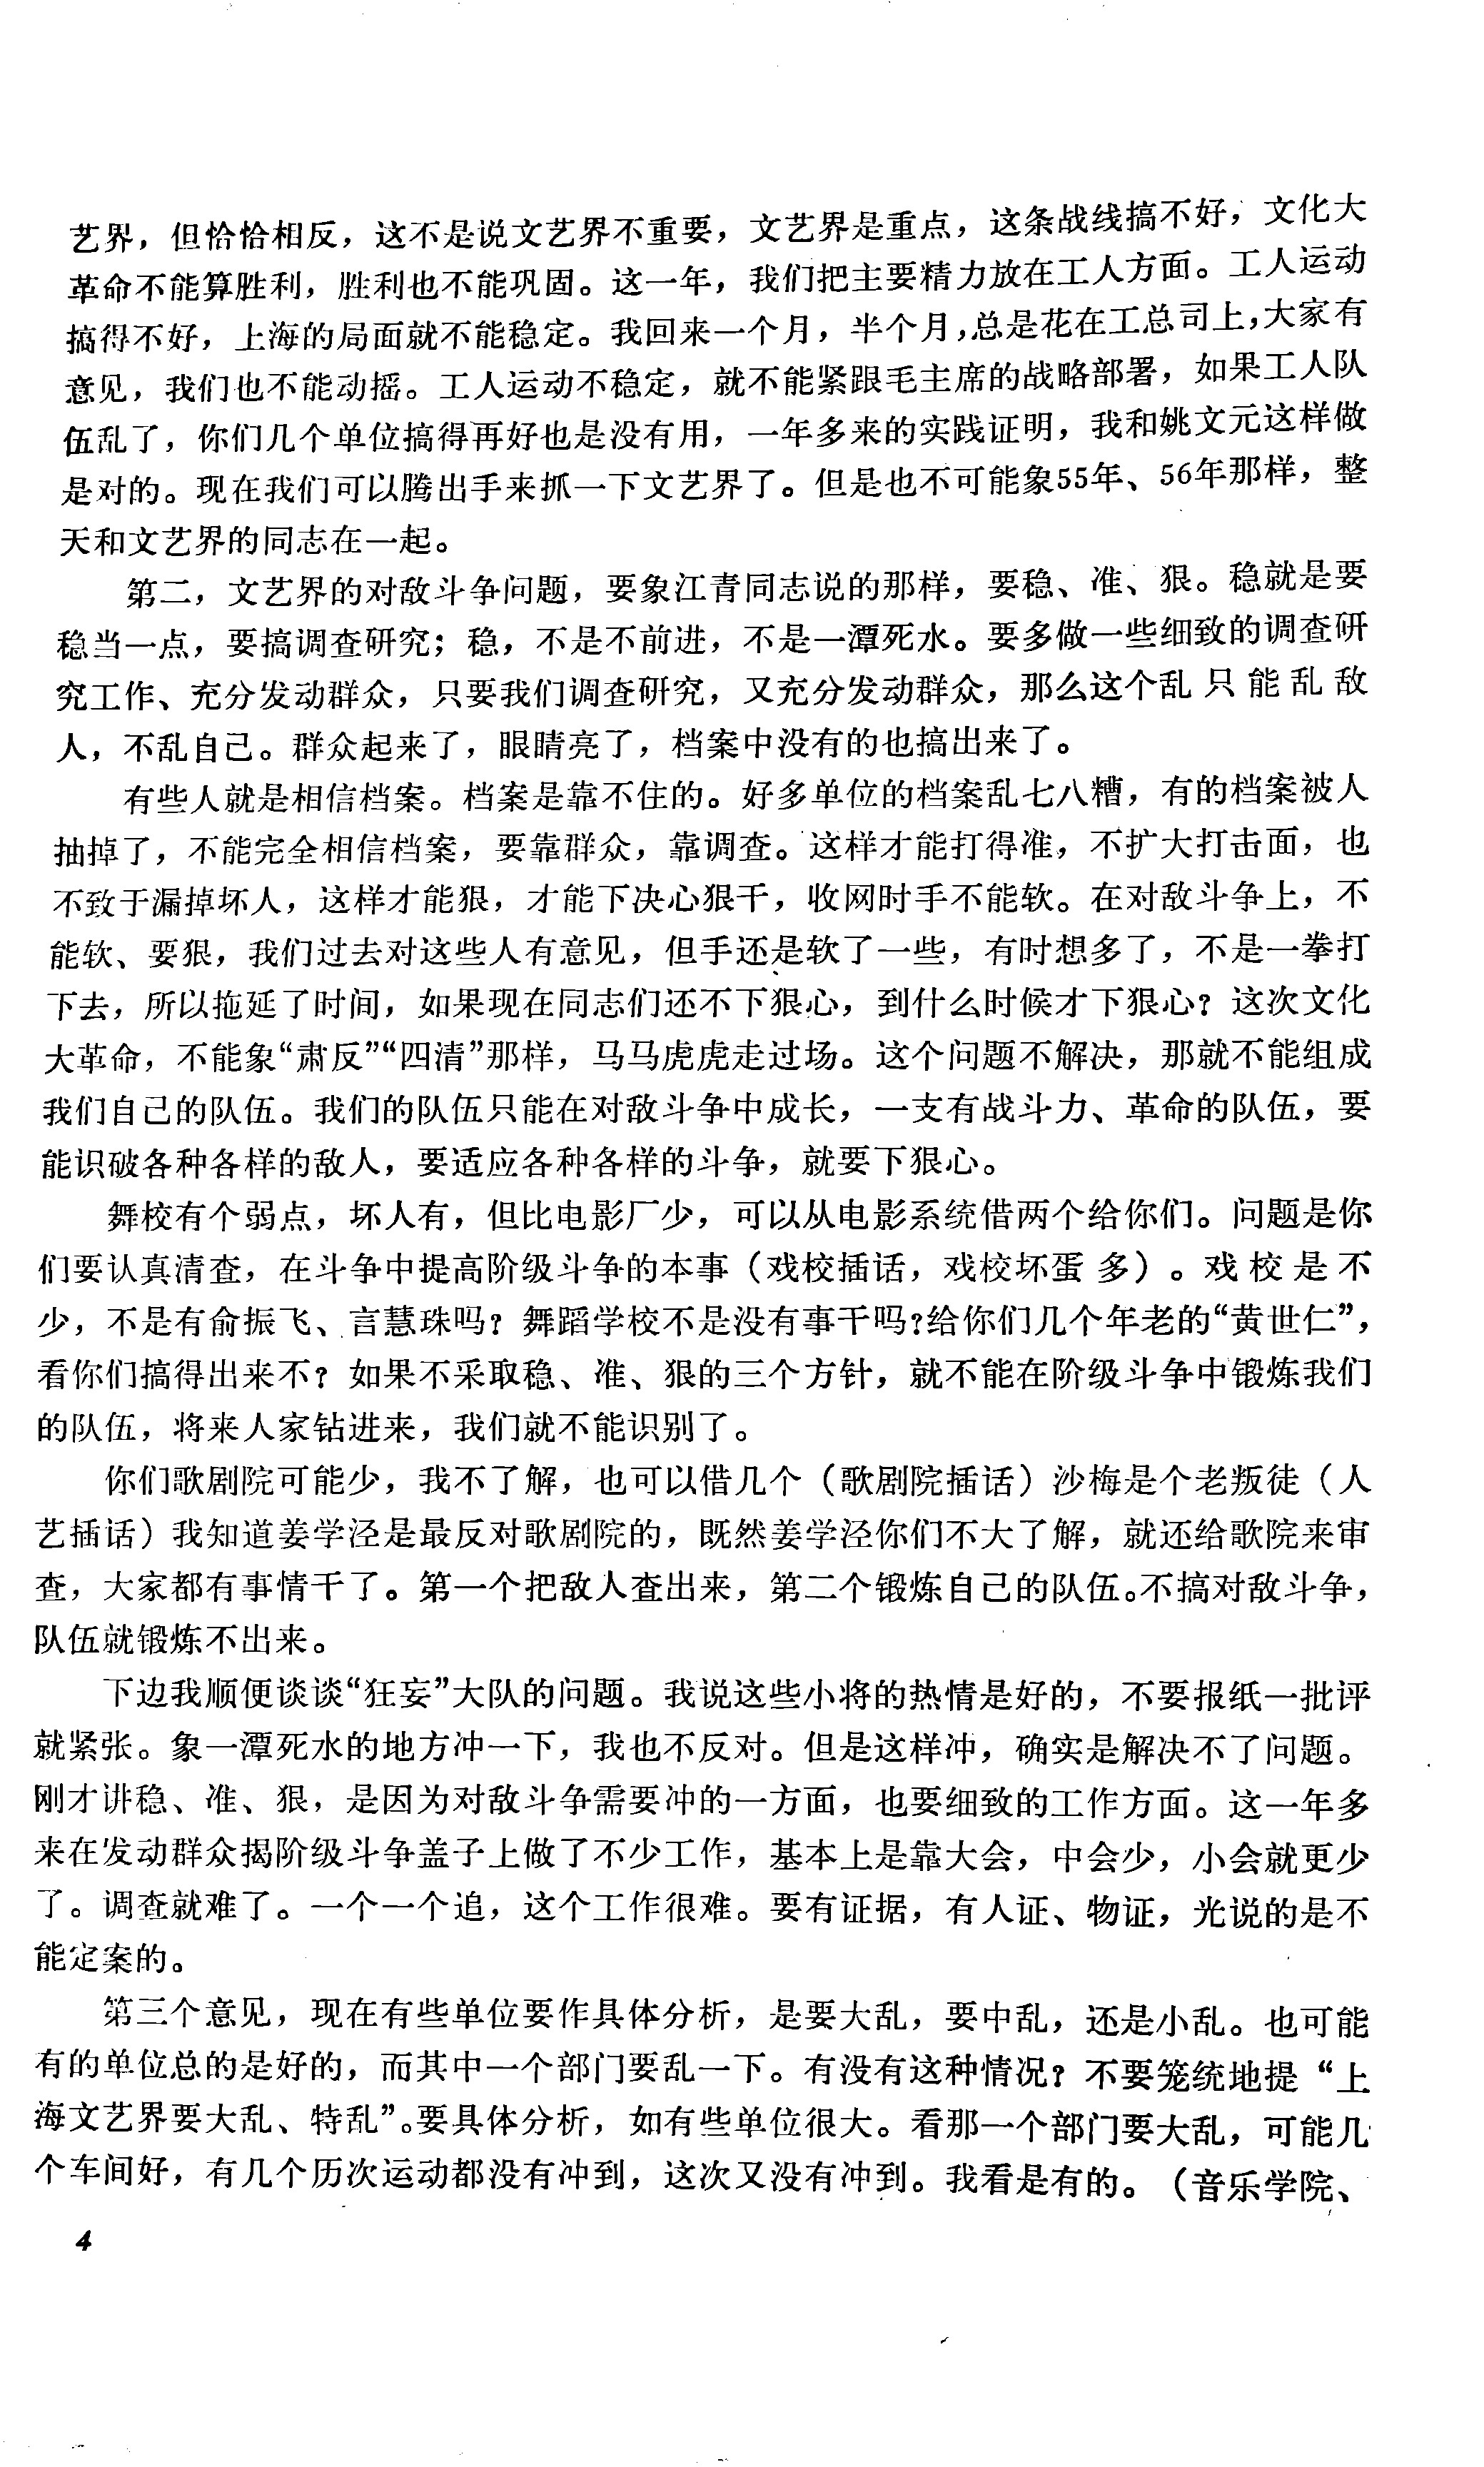 艺界，但恰恰相反，这不是说文艺界不重要，文艺界是重点，这条战线搞不好，文化大
革命不能算胜利，胜利也不能巩固。这一年，我们把主要精力放在工人方面。工人运动
搞得不好，上海的局面就不能稳定。我回来一个月，半个月，总是花在工总司上，大家有
意见，我们也不能动摇。工人运动不稳定，就不能紧跟毛主席的战略部署，如果工人队
伍乱了，你们几个单位搞得再好也是没有用，一年多来的实践证明，我和姚文元这样做
是对的。现在我们可以腾出手来抓一下文艺界了。但是也不可能象55年、56年那样，整
天和文艺界的同志在一起。
第二，文艺界的对敌斗争问题，要象江青同志说的那样，要稳、准、狠。稳就是要
稳当一点，要搞调查研究；稳，不是不前进，不是一潭死水。要多做一些细致的调查研
究工作、充分发动群众，只要我们调查研究，又充分发动群众，那么这个乱只能乱敌
人，不乱自己。群众起来了，眼睛亮了，档案中没有的也搞出来了。
有些人就是相信档案。档案是靠不住的。好多单位的档案乱七八糟，有的档案被人
抽掉了，不能完全相信档案，要靠群众，靠调查。这样才能打得准，不扩大打击面，也
不致于漏掉坏人，这样才能狠，才能下决心狠干，收网时手不能软。在对敌斗争上，不
能软、要狠，我们过去对这些人有意见，但手还是软了一些，有时想多了，不是一拳打
下去，所以拖延了时间，如果现在同志们还不下狠心，到什么时候才下狠心？这次文化
大革命，不能象“肃反”“四清”那样，马马虎虎走过场。这个问题不解决，那就不能组成
我们自己的队伍。我们的队伍只能在对敌斗争中成长，一支有战斗力、革命的队伍，要
能识破各种各样的敌人，要适应各种各样的斗争，就要下狠心。
舞校有个弱点，坏人有，但比电影厂少，可以从电影系统借两个给你们。问题是你
们要认真清查，在斗争中提高阶级斗争的本事（戏校插话，戏校坏蛋多）。戏校是不
少，不是有俞振飞、言慧珠吗？舞蹈学校不是没有事干吗？给你们几个年老的“黄世仁”，
看你们搞得出来不？如果不采取稳、准、狠的三个方针，就不能在阶级斗争中锻炼我们
的队伍，将来人家钻进来，我们就不能识别了。
你们歌剧院可能少，我不了解，也可以借几个（歌剧院插话）沙梅是个老叛徒（人
艺插话）我知道姜学泾是最反对歌剧院的，既然姜学泾你们不大了解，就还给歌院来审
查，大家都有事情干了。第一个把敌人查出来，第二个锻炼自己的队伍。不搞对敌斗争，
队伍就锻炼不出来。
下边我顺便谈谈“狂妄”大队的问题。我说这些小将的热情是好的，不要报纸一批评
就紧张。象一潭死水的地方冲一下，我也不反对。但是这样冲，确实是解决不了问题。
刚才讲稳、准、狠，是因为对敌斗争需要冲的一方面，也要细致的工作方面。这一年多
来在发动群众揭阶级斗争盖子上做了不少工作，基本上是靠大会，中会少，小会就更少
了。调查就难了。一个一个追，这个工作很难。要有证据，有人证、物证，光说的是不
能定案的。
第三个意见，现在有些单位要作具体分析，是要大乱，要中乱，还是小乱。也可能
有的单位总的是好的，而其中一个部门要乱一下。有没有这种情况？不要笼统地提“上
海文艺界要大乱、特乱”。要具体分析，如有些单位很大。看那一个部门要大乱，可能几
个车间好，有几个历次运动都没有冲到，这次又没有冲到。我看是有的。（音乐学院、
4